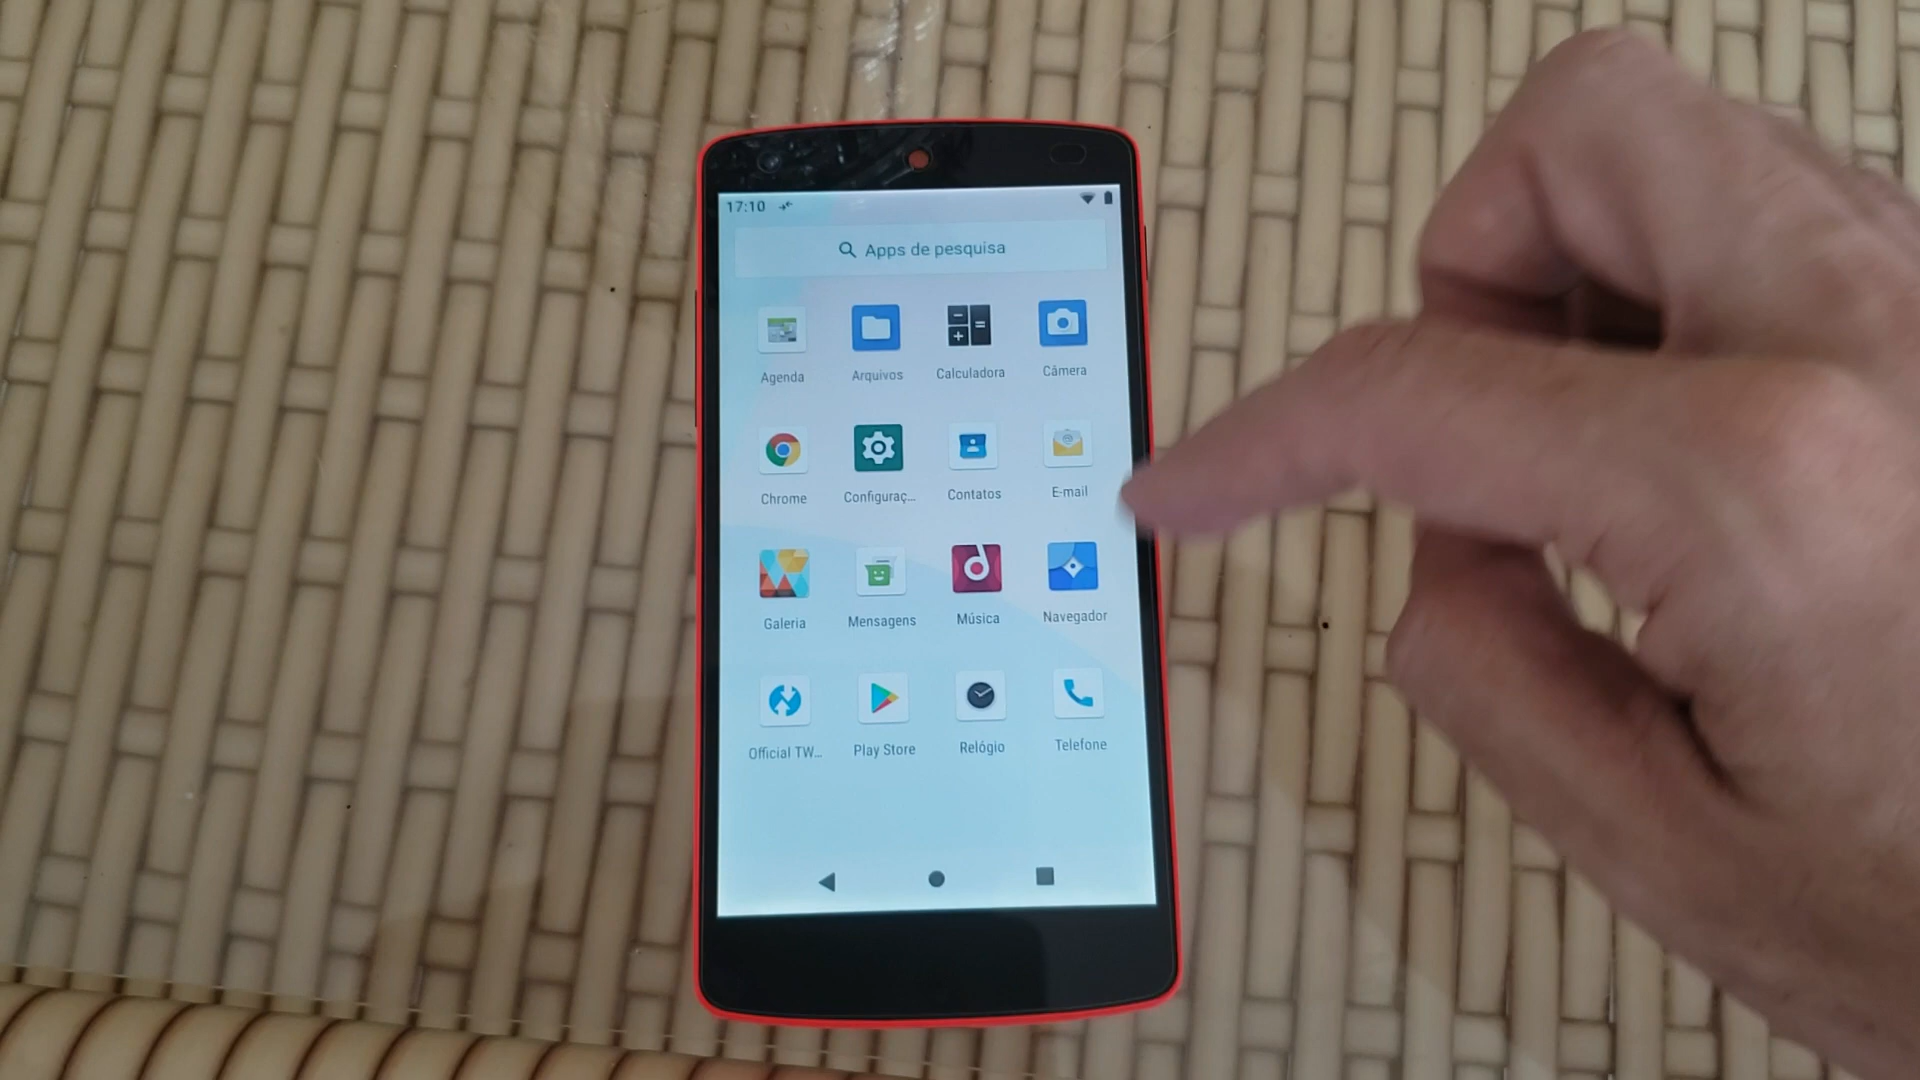 17:10
Apps de pesquisa
Agenda Arquivos Calculadora Câmera
Chrome Configuraç... Contatos E-mail
Galeria Mensagens Música Navegador
Official TW... Play Store Relógio Telefone